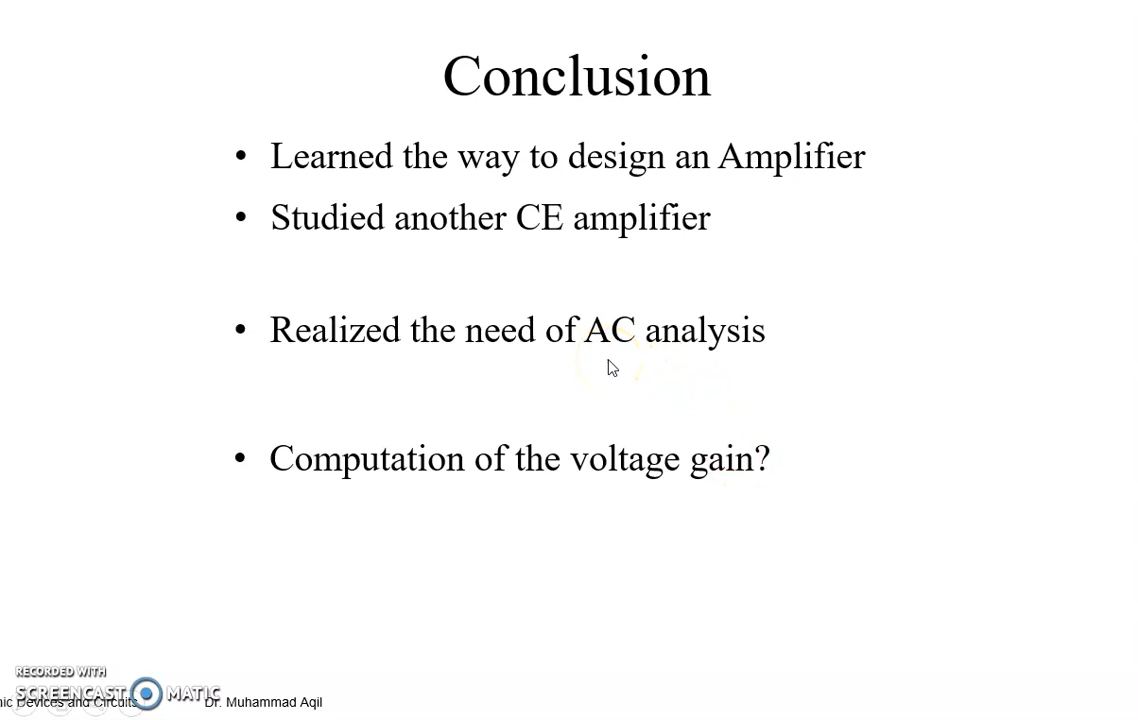 Conclusion
• Learned the way to design an Amplifier
• Studied another CE amplifier
• Realized the need of AC analysis
• Computation of the voltage gain?
RECORDED WITH
SCREENCAST MATIC
nic Devices and Circuits
Dr. Muhammad Aqil